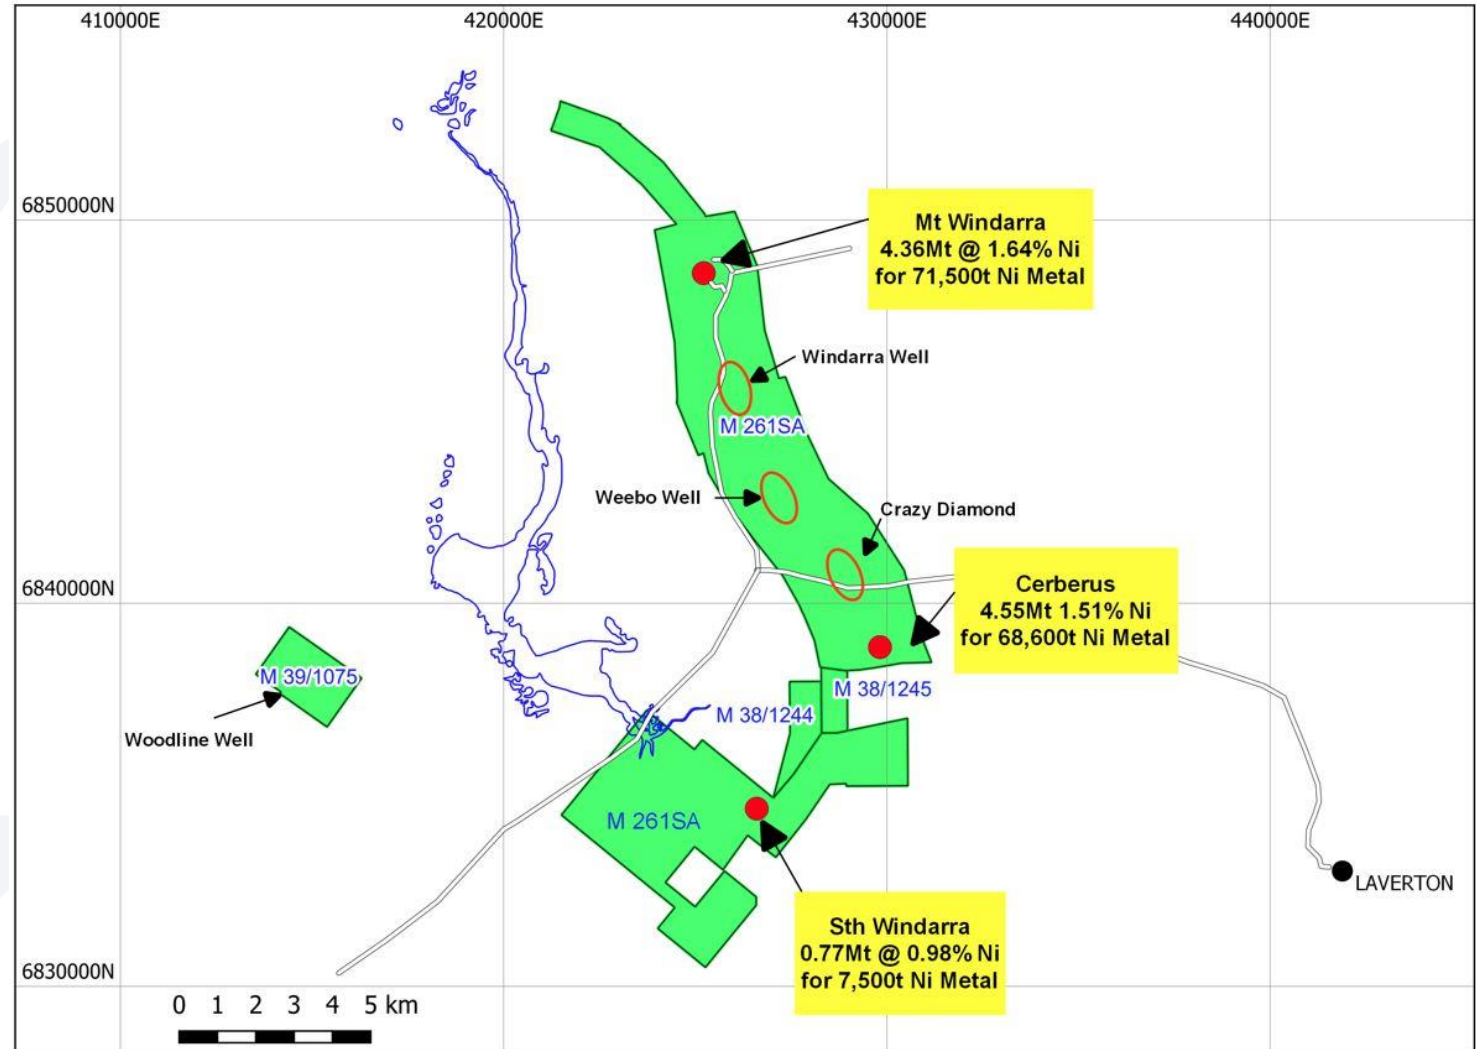 410000E
420000E
430000E
440000E
6850000N
Mt Windarra
4.36Mt @ 1.64% Ni
for 71,500t Ni Metal
Windarra Well
M 261SA
Weebo Well
Crazy Diamond
6840000N
Cerberus
4.55Mt 1.51% Ni
for 68,600t Ni Metal
M 39/1075
M 38/1245
M 38/1244
Woodline Well
M 261SA
LAVERTON
Sth Windarra
0.77Mt @ 0.98% Ni
for 7,500t Ni Metal
6830000N
0 1 2 3 4 5 km